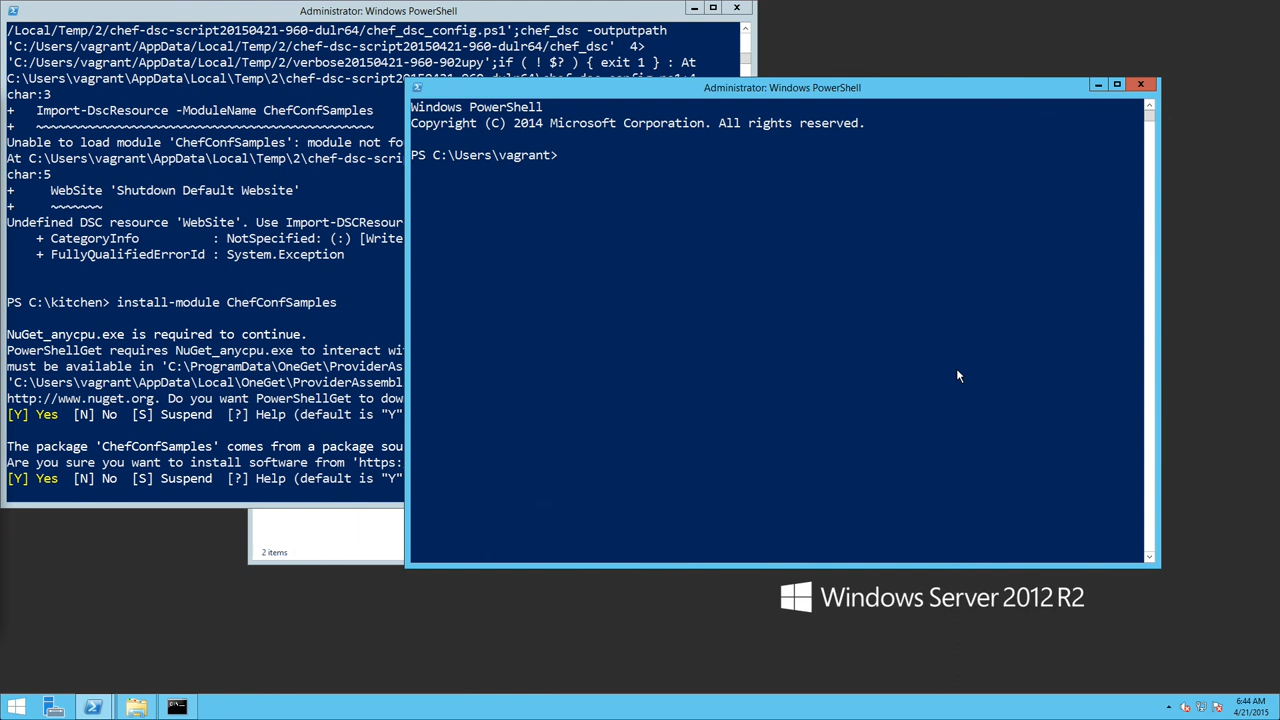 Administrator: Windows PowerShell
/Local/Temp/2/chef-dsc-script20150421-960-dulr64/chef_dsc_config.ps1';chef_dsc -outputpath
'C:/Users/vagrant/AppData/Local/Temp/2/chef-dsc-script20150421-960-dulr64/chef_dsc'  4>
'C:/Users/vagrant/AppData/Local/Temp/2/verbose20150421-960-902upy';if ( ! $? ) { exit 1 } : At
char:3
+   Import-DscResource -ModuleName ChefConfSamples
+   ~~~~~~~~~~~~~~~~~~~~~~~~~~~~~~~~~~~~~~~~~~~~~~
Unable to load module 'ChefConfSamples': module not fo
At C:\Users\vagrant\AppData\Local\Temp\2\chef-dsc-scri
char:5
+     WebSite 'Shutdown Default Website'
+     ~~~~~~~
Undefined DSC resource 'WebSite'. Use Import-DSCResour
    + CategoryInfo          : NotSpecified: (:) [Write
    + FullyQualifiedErrorId : System.Exception
PS C:\kitchen> install-module ChefConfSamples
NuGet_anycpu.exe is required to continue.
PowerShellGet requires NuGet_anycpu.exe to interact wi
must be available in 'C:\ProgramData\OneGet\ProviderAs
'C:\Users\vagrant\AppData\Local\OneGet\ProviderAssembl
http://www.nuget.org. Do you want PowerShellGet to dow
[Y] Yes  [N] No  [S] Suspend  [?] Help (default is "Y"
The package 'ChefConfSamples' comes from a package sou
Are you sure you want to install software from 'https:
[Y] Yes  [N] No  [S] Suspend  [?] Help (default is "Y"
Administrator: Windows PowerShell
Windows PowerShell
Copyright (C) 2014 Microsoft Corporation. All rights reserved.
PS C:\Users\vagrant>
2 items
Windows Server 2012 R2
6:44 AM
4/21/2015